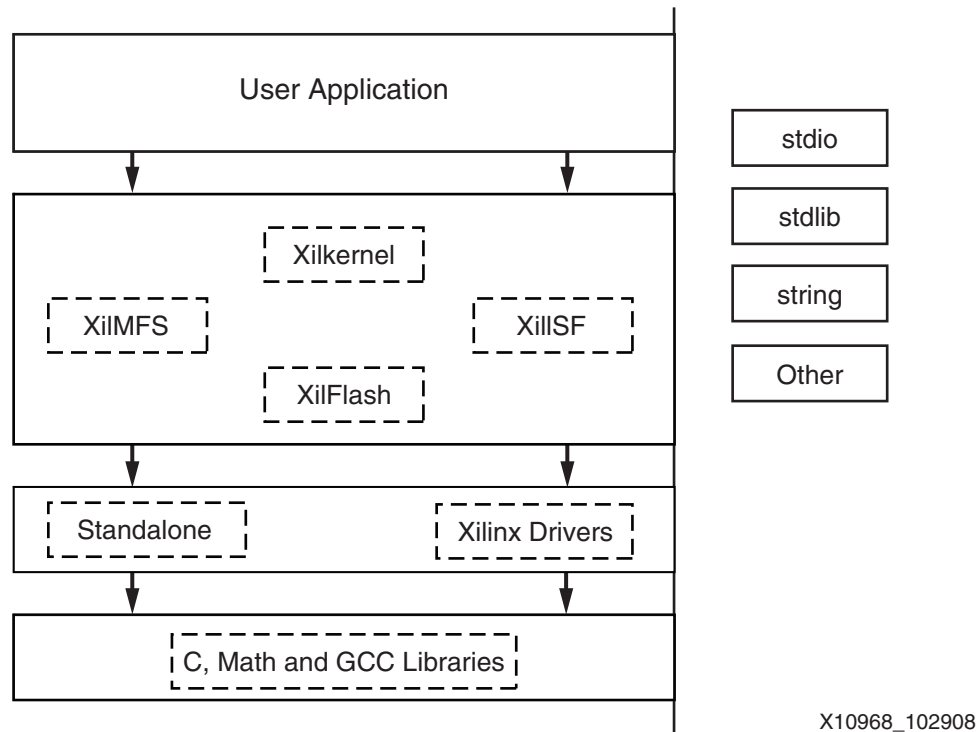 User Application
Xilkernel
XilMFS
XilISF
XilFlash
Standalone
Xilinx Drivers
C, Math and GCC Libraries
stdio
stdlib
string
Other
X10968_102908